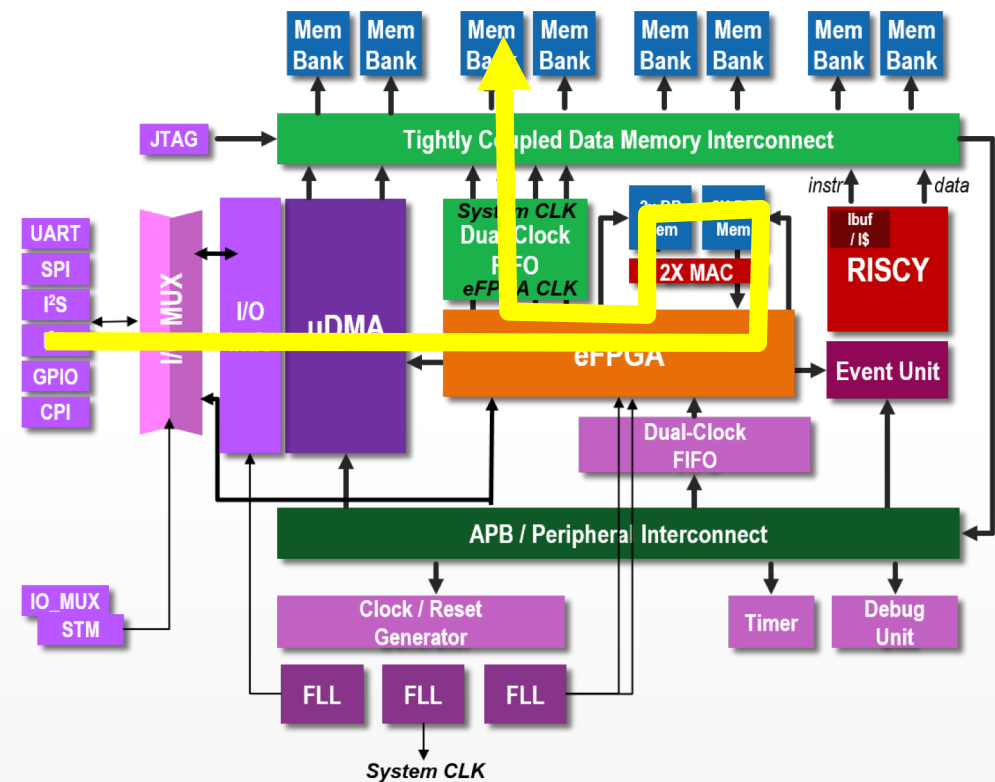 Mem Bank
Mem Bank
Mem Bank
Mem Bank
Mem Bank
Mem Bank
Mem Bank
Mem Bank
JTAG
Tightly Coupled Data Memory Interconnect
instr
data
UART
SPI
I²S
GPIO
CPI
MUX
I/O
µDMA
System CLK
Dual-Clock
FIFO
eFPGA CLK
Mem
2X MAC
Ibuf
/ I$
RISCY
eFPGA
Event Unit
Dual-Clock
FIFO
APB / Peripheral Interconnect
IO_MUX
STM
Clock / Reset
Generator
Timer
Debug
Unit
FLL
FLL
FLL
System CLK